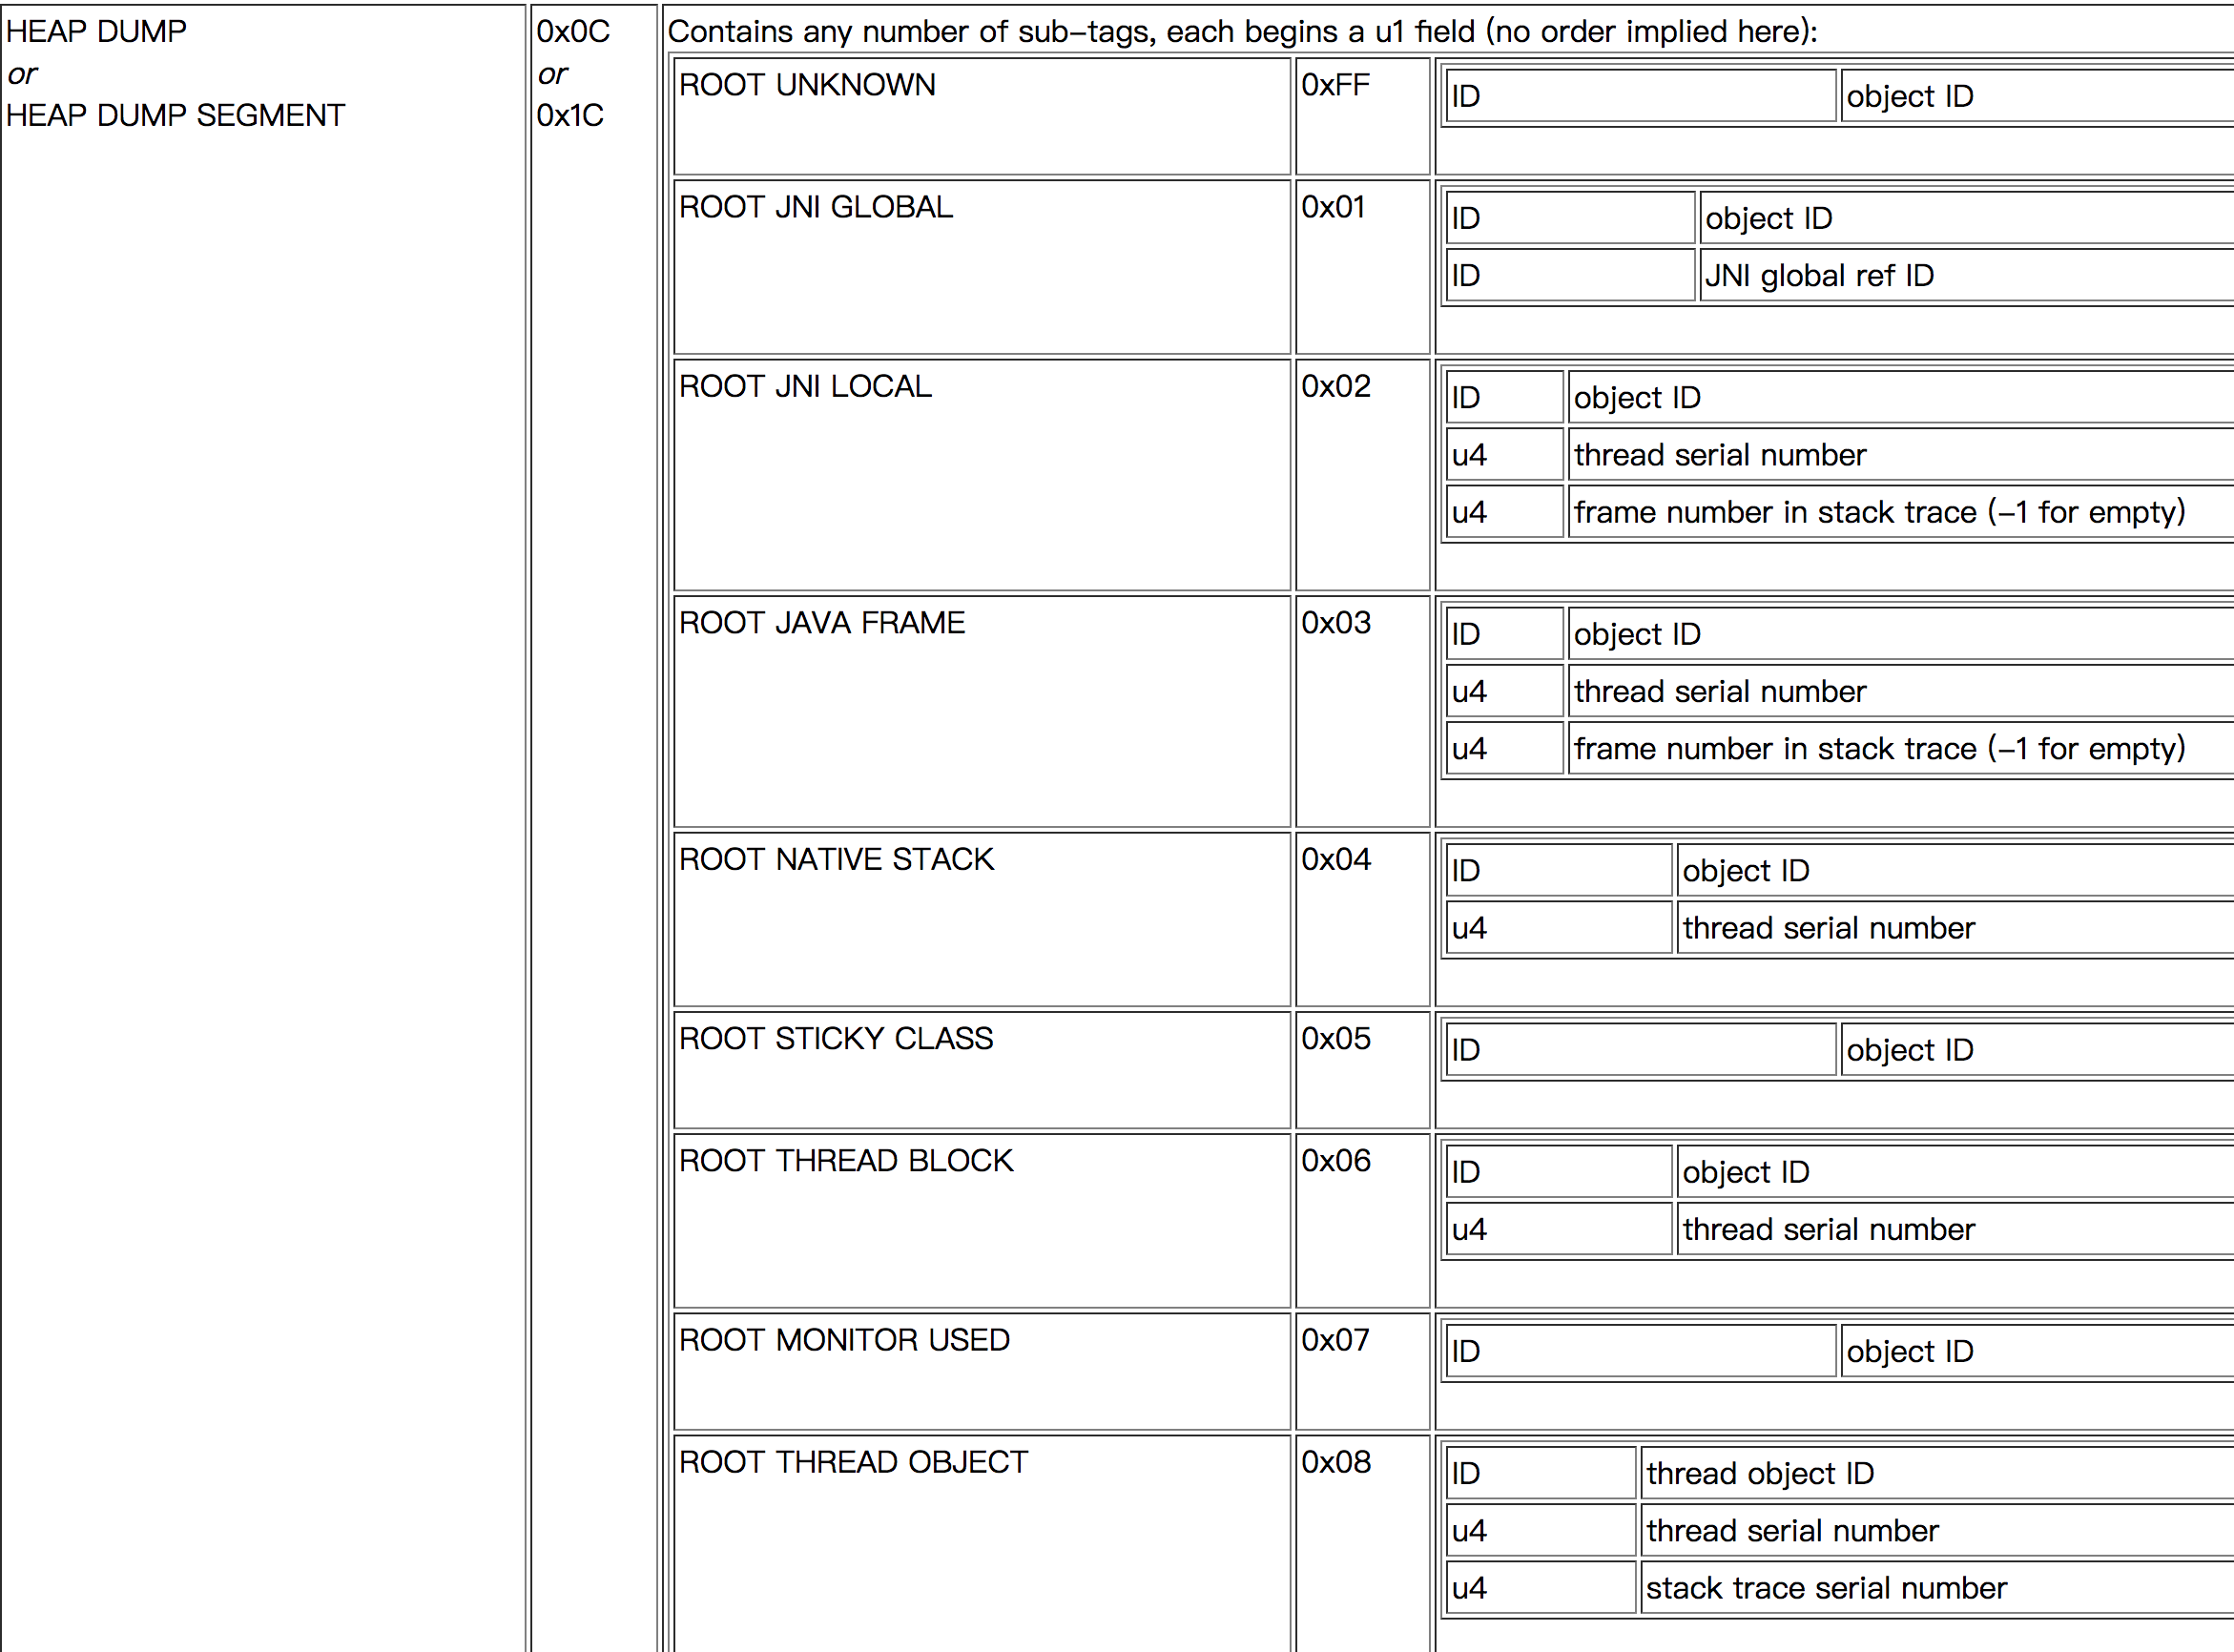 HEAP DUMP
or
HEAP DUMP SEGMENT
0x0C
or
0x1C
Contains any number of sub-tags, each begins a u1 field (no order implied here):
ROOT UNKNOWN 0xFF
ID object ID
ROOT JNI GLOBAL 0x01
ID object ID
ID JNI global ref ID
ROOT JNI LOCAL 0x02
ID object ID
u4 thread serial number
u4 frame number in stack trace (-1 for empty)
ROOT JAVA FRAME 0x03
ID object ID
u4 thread serial number
u4 frame number in stack trace (-1 for empty)
ROOT NATIVE STACK 0x04
ID object ID
u4 thread serial number
ROOT STICKY CLASS 0x05
ID object ID
ROOT THREAD BLOCK 0x06
ID object ID
u4 thread serial number
ROOT MONITOR USED 0x07
ID object ID
ROOT THREAD OBJECT 0x08
ID thread object ID
u4 thread serial number
u4 stack trace serial number